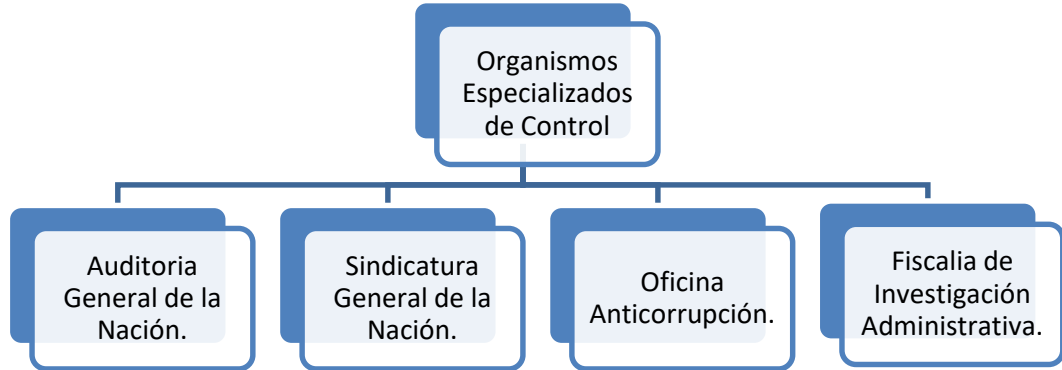 Organismos
Especializados
de Control
Auditoria
General de la
Nación.
Sindicatura
General de la
Nación.
Oficina
Anticorrupción.
Fiscalia de
Investigación
Administrativa.